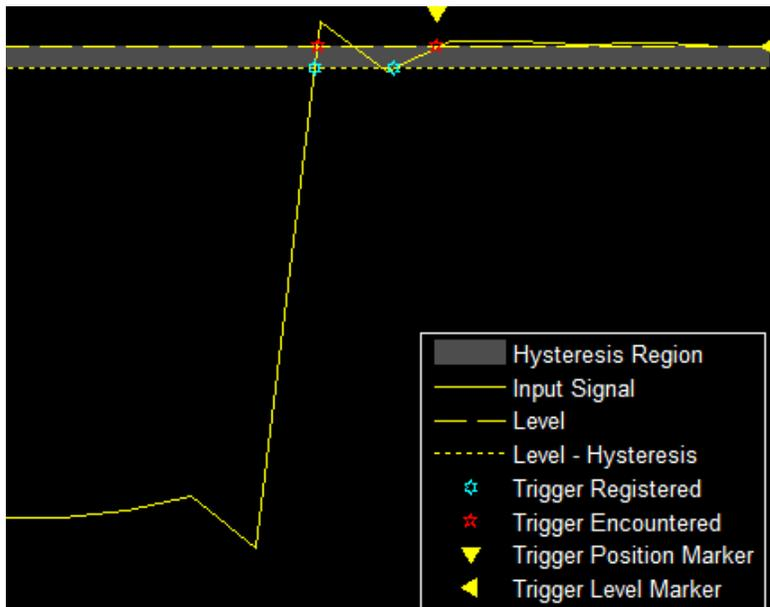 Hysteresis Region
Input Signal
Level
Level - Hysteresis
Trigger Registered
Trigger Encountered
Trigger Position Marker
Trigger Level Marker